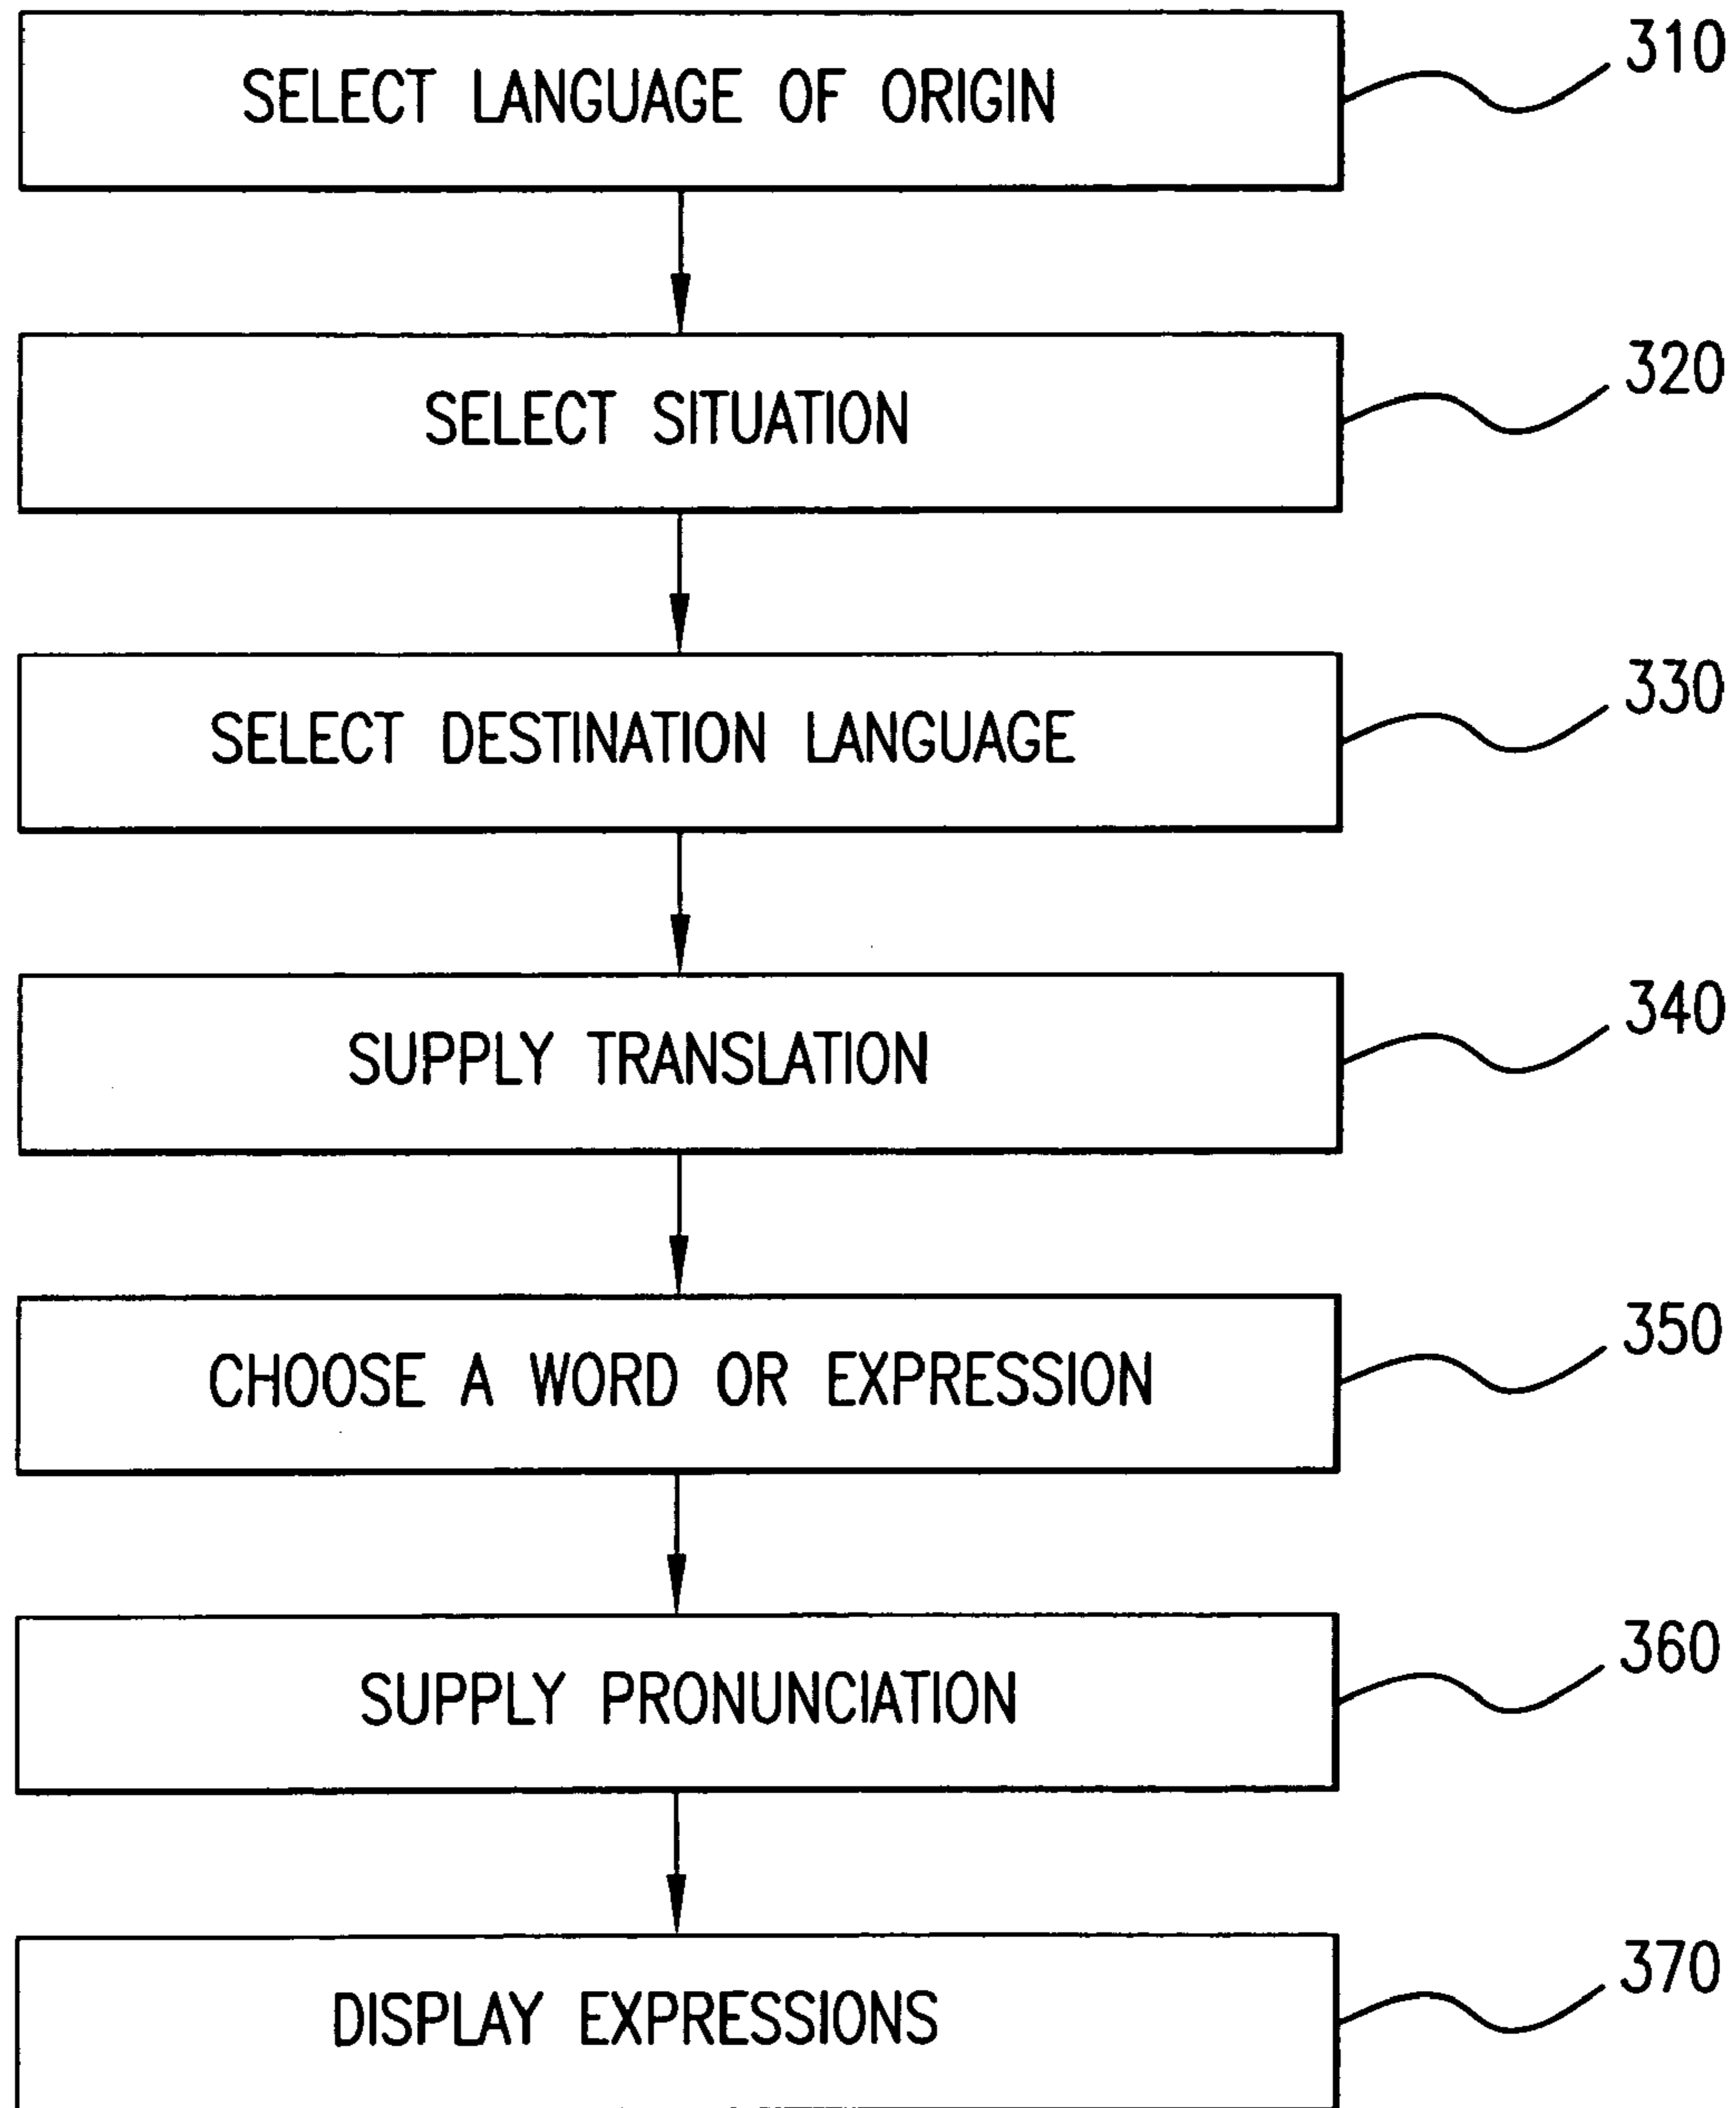 SELECT LANGUAGE OF ORIGIN
310
SELECT SITUATION
320
SELECT DESTINATION LANGUAGE
330
SUPPLY TRANSLATION
340
CHOOSE A WORD OR EXPRESSION
350
SUPPLY PRONUNCIATION
360
DISPLAY EXPRESSIONS
370